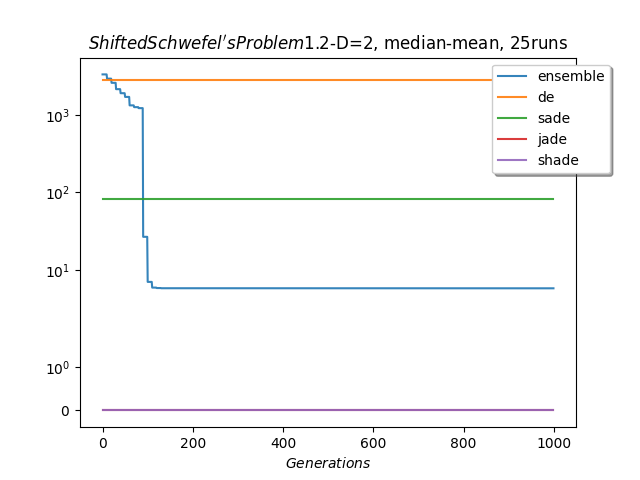 ShiftedSchwefel'sProblem1.2-D=2, median-mean, 25runs
ensemble
de
sade
jade
shade
10³
10²
10¹
10⁰
0
0 200 400 600 800 1000
Generations